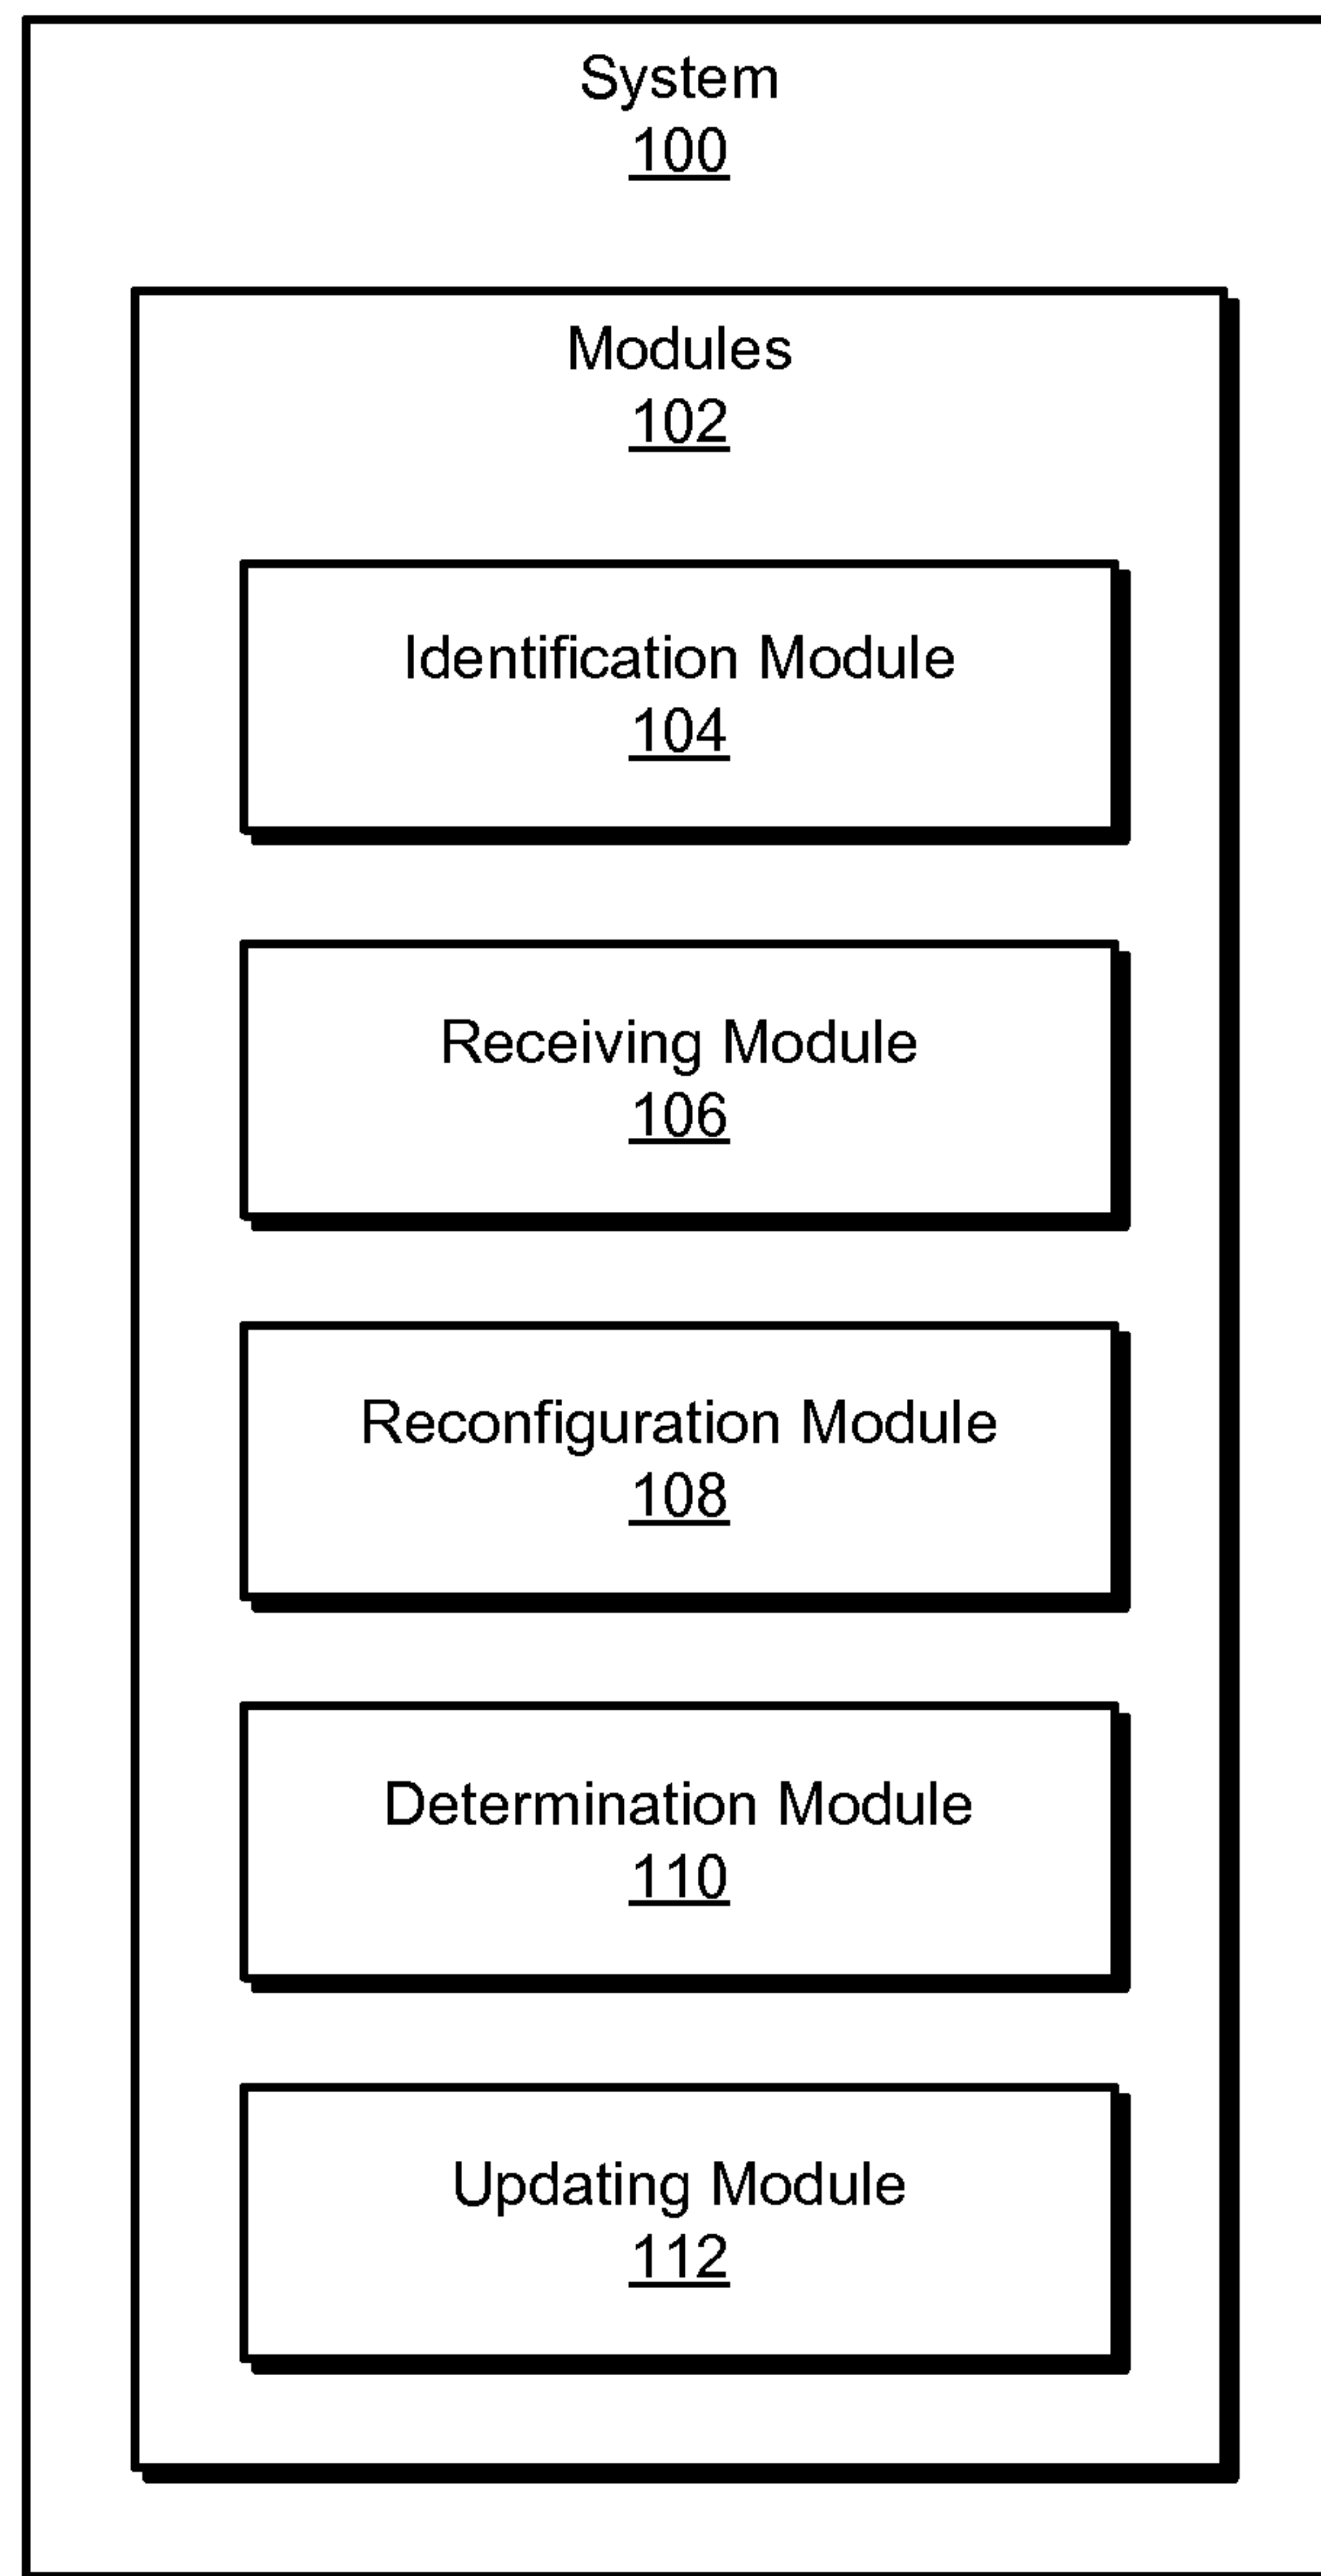 System
100
Modules
102
Identification Module
104
Receiving Module
106
Reconfiguration Module
108
Determination Module
110
Updating Module
112